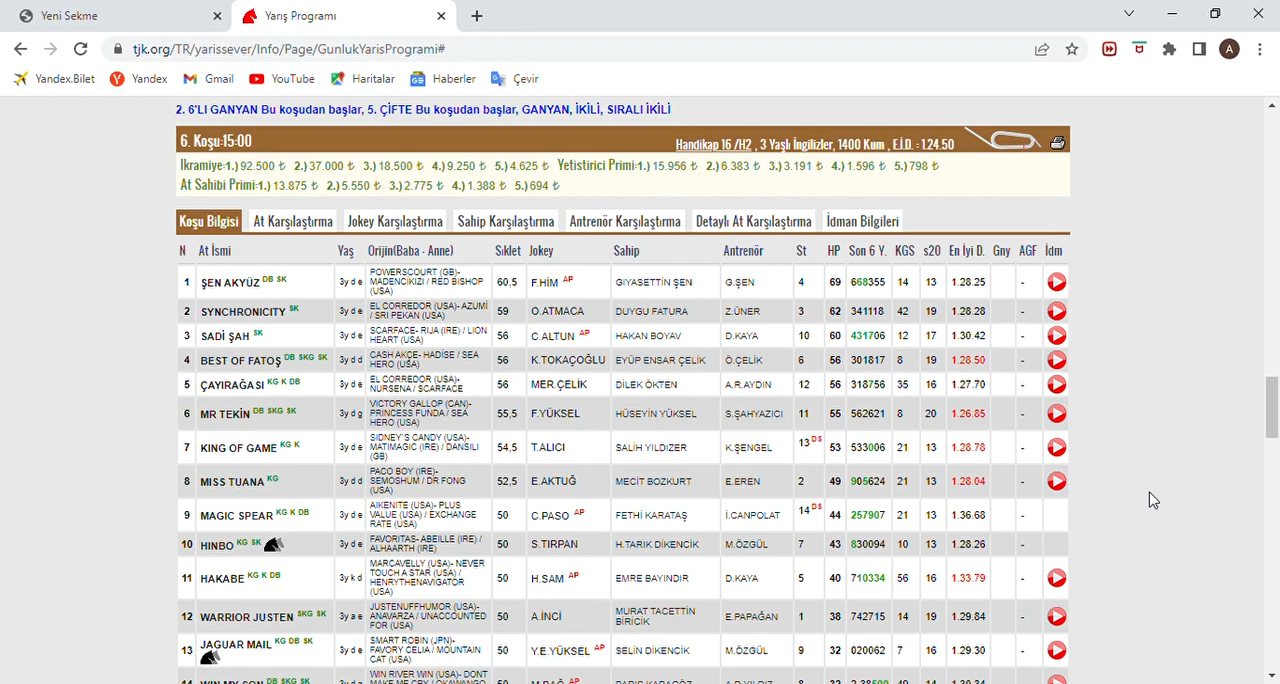 Yeni Sekme
Yarış Programı
tjk.org/TR/yarissever/Info/Page/GunlukYarisProgrami#
A
Yandex.Bilet Yandex Gmail YouTube Haritalar Haberler Çevir
2. 6'LI GANYAN Bu koşudan başlar, 5. ÇİFTE Bu koşudan başlar, GANYAN, İKİLİ, SIRALI İKİLİ
6. Koşu:15:00 Handikap 16 /H2 , 3 Yaşlı İngilizler, 1400 Kum , E.İ.D. : 1.24.50
Ikramiye:1.) 92.500 ₺ 2.) 37.000 ₺ 3.) 18.500 ₺ 4.) 9.250 ₺ 5.) 4.625 ₺ Yetistirici Primi:1.) 15.956 ₺ 2.) 6.383 ₺ 3.) 3.191 ₺ 4.) 1.596 ₺ 5.) 798 ₺
At Sahibi Primi:1.) 13.875 ₺ 2.) 5.550 ₺ 3.) 2.775 ₺ 4.) 1.388 ₺ 5.) 694 ₺
Koşu Bilgisi At Karşılaştırma Jokey Karşılaştırma Sahip Karşılaştırma Antrenör Karşılaştırma Detaylı At Karşılaştırma İdman Bilgileri
N At İsmi Yaş Orijin(Baba - Anne) Sıklet Jokey Sahip Antrenör St HP Son 6 Y. KGS s20 En İyi D. Gny AGF İdm
1 ŞEN AKYÜZ DB SK 3y d e POWERSCOURT (GB)- MADENCİKIZI / RED BISHOP (USA) 60,5 F.HİM AP GIYASETTİN ŞEN G.ŞEN 4 69 668355 14 13 1.28.25 -
2 SYNCHRONICITY SK 3y d e EL CORREDOR (USA)- AZUMİ / SRI PEKAN (USA) 59 O.ATMACA DUYGU FATURA Z.ÜNER 3 62 341118 42 19 1.28.28 -
3 SADİ ŞAH SK 3y d e SCARFACE- RIJA (IRE) / LION HEART (USA) 56 C.ALTUN AP HAKAN BOYAV D.KAYA 10 60 431706 12 17 1.30.42 -
4 BEST OF FATOŞ DB SKG SK 3y d d CASH AKÇE- HADİSE / SEA HERO (USA) 56 K.TOKAÇOĞLU EYÜP ENSAR ÇELİK Ö.ÇELİK 6 56 301817 8 19 1.28.50 -
5 ÇAYIRAĞASI KG K DB 3y d e EL CORREDOR (USA)- NURSENA / SCARFACE 56 MER.ÇELİK DİLEK ÖKTEN A.R.AYDIN 12 56 318756 35 16 1.27.70 -
6 MR TEKİN DB SKG SK 3y d g VICTORY GALLOP (CAN)- PRINCESS FUNDA / SEA HERO (USA) 55,5 F.YÜKSEL HÜSEYİN YÜKSEL S.ŞAHYAZICI 11 55 562621 8 20 1.26.85 -
7 KING OF GAME KG K 3y d e SIDNEY'S CANDY (USA)- MATIMAGIC (IRE) / DANSILI (GB) 54,5 T.ALICI SALİH YILDIZER K.ŞENGEL 13 DS 53 533006 21 13 1.28.78 -
8 MISS TUANA KG 3y d d PACO BOY (IRE)- SEMOSHUM / DR FONG (USA) 52,5 E.AKTUĞ MECİT BOZKURT E.EREN 2 49 905624 21 13 1.28.04 -
9 MAGIC SPEAR KG K DB 3y d e AIKENITE (USA)- PLUS VALUE (USA) / EXCHANGE RATE (USA) 50 C.PASO AP FETHİ KARATAŞ İ.CANPOLAT 14 DS 44 257907 21 13 1.36.68 -
10 HINBO KG SK 3y d e FAVORITAS- ABEILLE (IRE) / ALHAARTH (IRE) 50 S.TIRPAN H.TARIK DİKENCİK M.ÖZGÜL 7 43 830094 10 13 1.28.26 -
11 HAKABE KG K DB 3y k d MARCAVELLY (USA)- NEVER TOUCH A STAR (USA) / HENRYTHENAVIGATOR (USA) 50 H.SAM AP EMRE BAYINDIR D.KAYA 5 40 710334 56 16 1.33.79 -
12 WARRIOR JUSTEN SKG SK 3y a e JUSTENUFFHUMOR (USA)- ANAVARZA / UNACCOUNTED FOR (USA) 50 A.İNCİ MURAT TACETTİN BİRİCİK E.PAPAĞAN 1 38 742715 14 19 1.29.84 -
13 JAGUAR MAIL KG DB SK 3y d e SMART ROBIN (JPN)- FAVORY CELIA / MOUNTAIN CAT (USA) 50 Y.E.YÜKSEL AP SELİN DİKENCİK M.ÖZGÜL 9 32 020062 7 16 1.29.30 -
WIN RIVER WIN (USA)- DONT